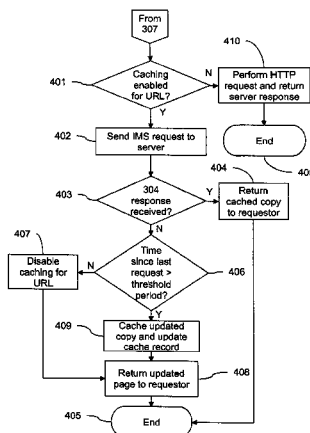 From
307
410
401
Caching
enabled
for URL?
N
Perform HTTP
request and return
server response
Y
402
Send IMS request to
server
End
404
403
304
response
received?
Y
Return
cached copy
to requestor
N
407
Disable
caching for
URL
N
Time
since last
request >
threshold
period?
406
Y
409
Cache updated
copy and update
cache record
Return updated
page to requestor
408
405
End